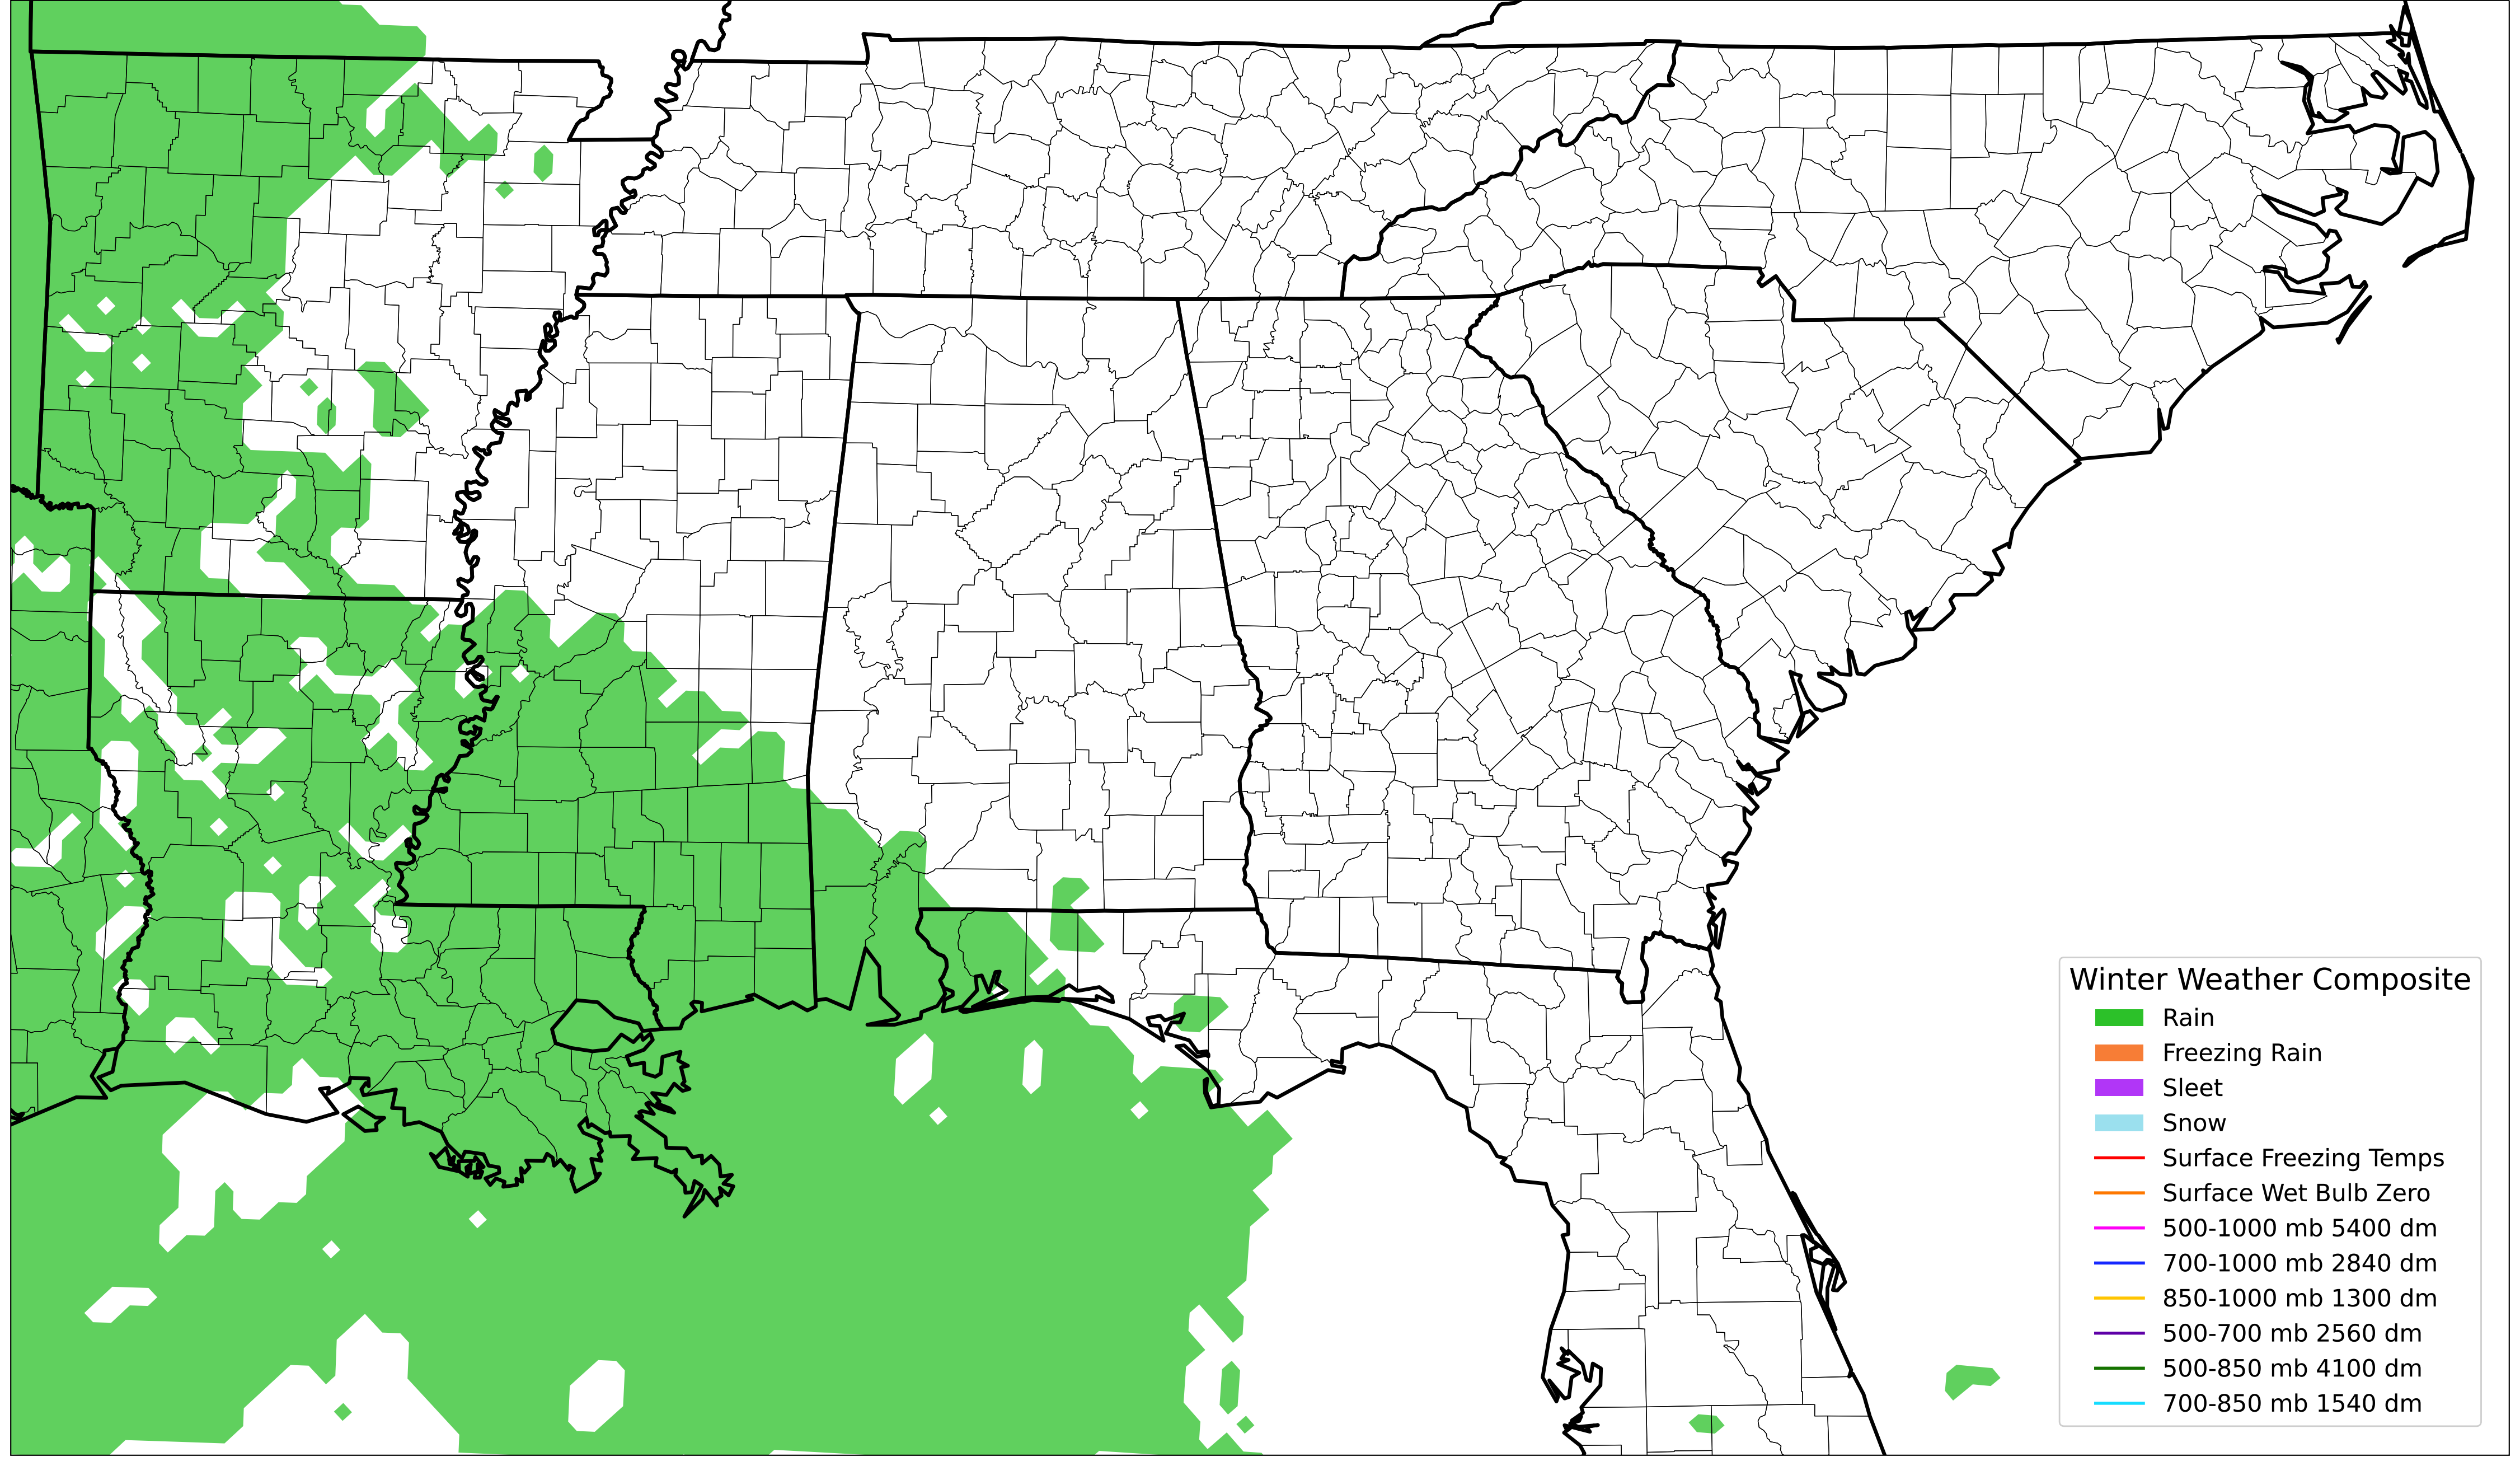 Winter Weather Composite
Rain
Freezing Rain
Sleet
Snow
Surface Freezing Temps
Surface Wet Bulb Zero
500-1000 mb 5400 dm
700-1000 mb 2840 dm
850-1000 mb 1300 dm
500-700 mb 2560 dm
500-850 mb 4100 dm
700-850 mb 1540 dm